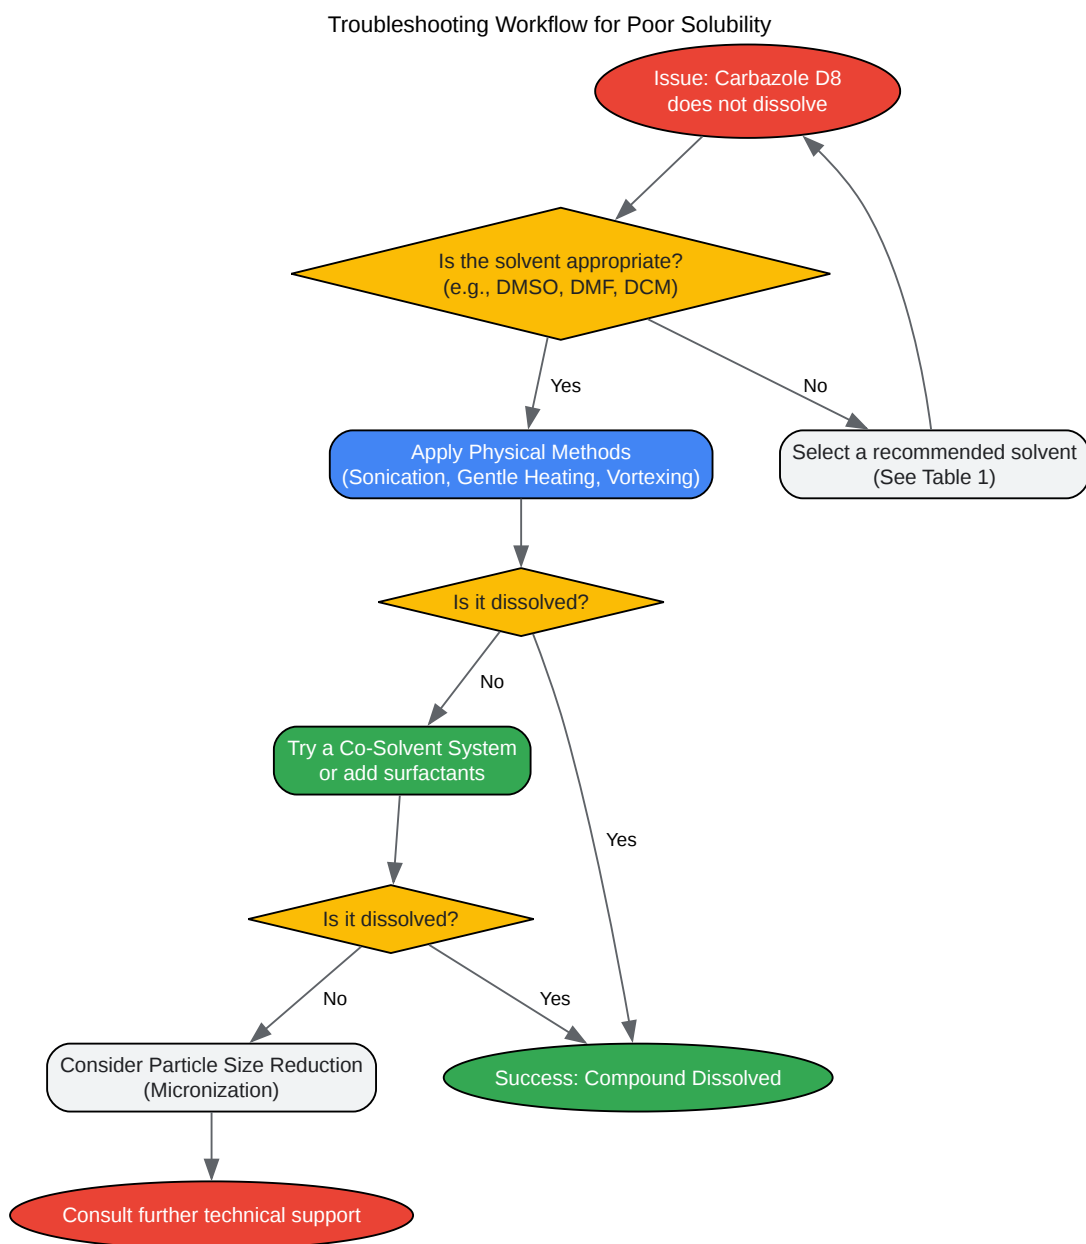 Troubleshooting Workflow for Poor Solubility
Issue: Carbazole D8
does not dissolve
Is the solvent appropriate?
(e.g., DMSO, DMF, DCM)
Yes
No
Apply Physical Methods
(Sonication, Gentle Heating, Vortexing)
Select a recommended solvent
(See Table 1)
Is it dissolved?
No
Try a Co-Solvent System
or add surfactants
Yes
Is it dissolved?
No
Yes
Consider Particle Size Reduction
(Micronization)
Success: Compound Dissolved
Consult further technical support